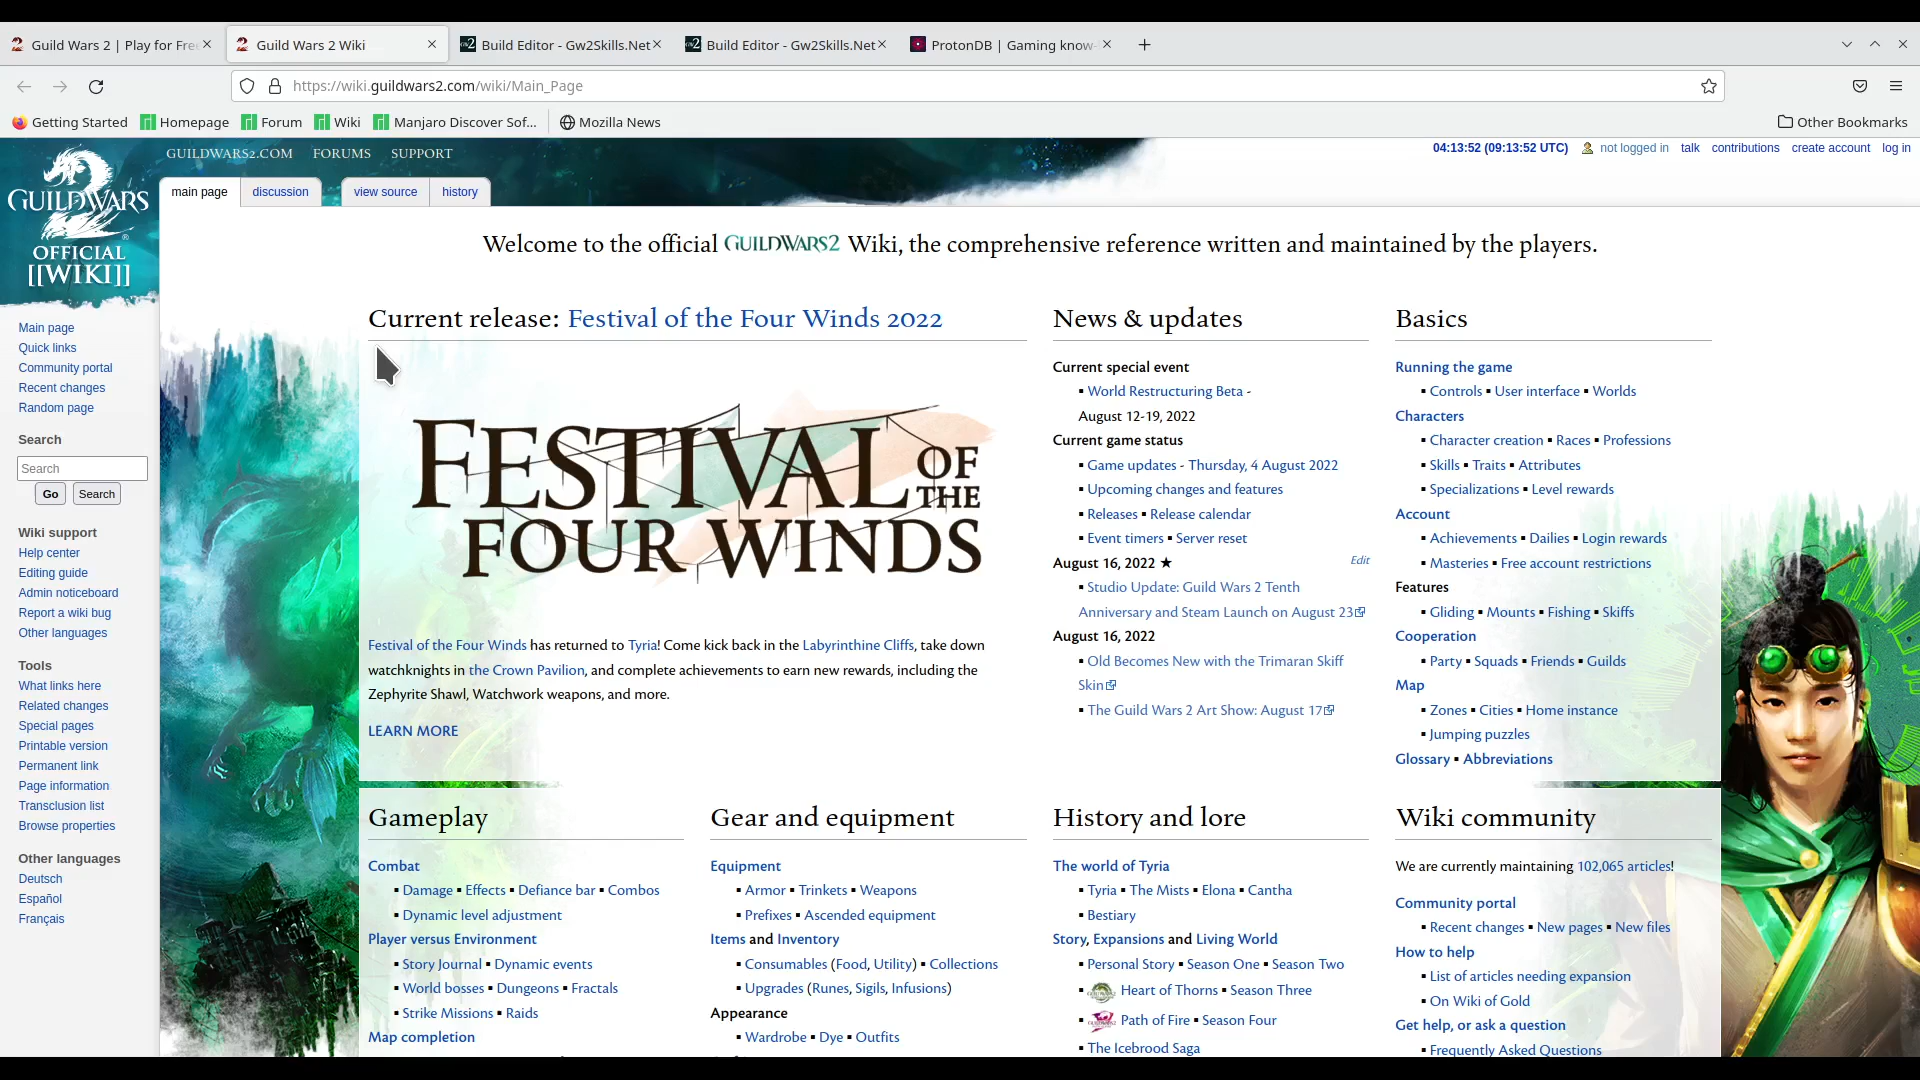 Guild Wars 2 | Play for Fre
Guild Wars 2 Wiki
Build Editor - Gw2Skills.Net
Build Editor - Gw2Skills.Net
ProtonDB | Gaming know-
https://wiki.guildwars2.com/wiki/Main_Page
Getting Started
Homepage
Forum
Wiki
Manjaro Discover Sof...
Mozilla News
Other Bookmarks
GUILDWARS2.COM FORUMS SUPPORT
04:13:52 (09:13:52 UTC) not logged in talk contributions create account log in
main page discussion view source history
GUILDWARS 2
OFFICIAL
[[WIKI]]
Main page
Quick links
Community portal
Recent changes
Random page
Search
Search
Go Search
Wiki support
Help center
Editing guide
Admin noticeboard
Report a wiki bug
Other languages
Tools
What links here
Related changes
Special pages
Printable version
Permanent link
Page information
Transclusion list
Browse properties
Other languages
Deutsch
Español
Français
Welcome to the official GUILDWARS2 Wiki, the comprehensive reference written and maintained by the players.
Current release: Festival of the Four Winds 2022
FESTIVAL OF THE
FOUR WINDS
Festival of the Four Winds has returned to Tyria! Come kick back in the Labyrinthine Cliffs, take down
watchknights in the Crown Pavilion, and complete achievements to earn new rewards, including the
Zephyrite Shawl, Watchwork weapons, and more.
LEARN MORE
News & updates
Current special event
▪ World Restructuring Beta -
August 12-19, 2022
Current game status
▪ Game updates - Thursday, 4 August 2022
▪ Upcoming changes and features
▪ Releases ▪ Release calendar
▪ Event timers ▪ Server reset
August 16, 2022 ★ Edit
▪ Studio Update: Guild Wars 2 Tenth
Anniversary and Steam Launch on August 23
August 16, 2022
▪ Old Becomes New with the Trimaran Skiff
Skin
▪ The Guild Wars 2 Art Show: August 17
Basics
Running the game
▪ Controls ▪ User interface ▪ Worlds
Characters
▪ Character creation ▪ Races ▪ Professions
▪ Skills ▪ Traits ▪ Attributes
▪ Specializations ▪ Level rewards
Account
▪ Achievements ▪ Dailies ▪ Login rewards
▪ Masteries ▪ Free account restrictions
Features
▪ Gliding ▪ Mounts ▪ Fishing ▪ Skiffs
Cooperation
▪ Party ▪ Squads ▪ Friends ▪ Guilds
Map
▪ Zones ▪ Cities ▪ Home instance
▪ Jumping puzzles
Glossary ▪ Abbreviations
Gameplay
Combat
▪ Damage ▪ Effects ▪ Defiance bar ▪ Combos
▪ Dynamic level adjustment
Player versus Environment
▪ Story Journal ▪ Dynamic events
▪ World bosses ▪ Dungeons ▪ Fractals
▪ Strike Missions ▪ Raids
Map completion
Gear and equipment
Equipment
▪ Armor ▪ Trinkets ▪ Weapons
▪ Prefixes ▪ Ascended equipment
Items and Inventory
▪ Consumables (Food, Utility) ▪ Collections
▪ Upgrades (Runes, Sigils, Infusions)
Appearance
▪ Wardrobe ▪ Dye ▪ Outfits
History and lore
The world of Tyria
▪ Tyria ▪ The Mists ▪ Elona ▪ Cantha
▪ Bestiary
Story, Expansions and Living World
▪ Personal Story ▪ Season One ▪ Season Two
▪ Heart of Thorns ▪ Season Three
▪ Path of Fire ▪ Season Four
▪ The Icebrood Saga
Wiki community
We are currently maintaining 102,065 articles!
Community portal
▪ Recent changes ▪ New pages ▪ New files
How to help
▪ List of articles needing expansion
▪ On Wiki of Gold
Get help, or ask a question
▪ Frequently Asked Questions